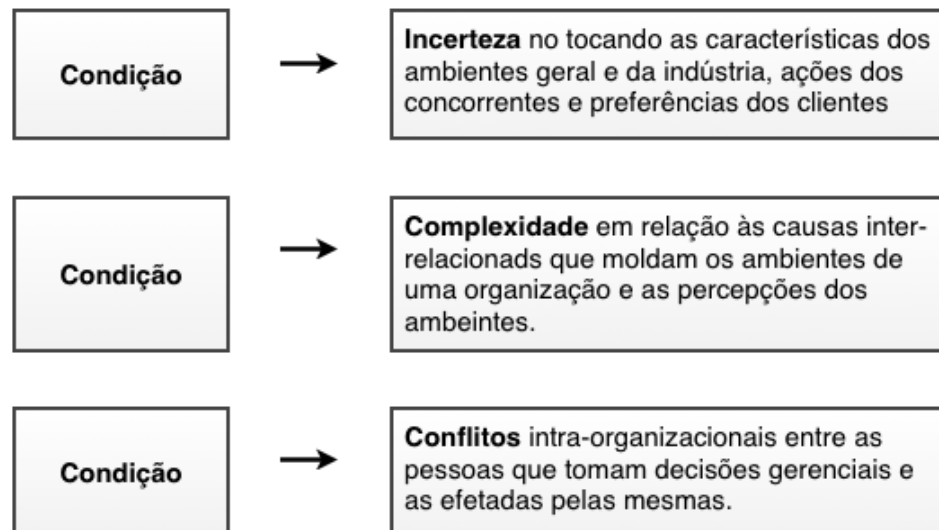 Condição
Incerteza no tocando as características dos
ambientes geral e da indústria, ações dos
concorrentes e preferências dos clientes
Condição
Complexidade em relação às causas inter-
relacionads que moldam os ambientes de
uma organização e as percepções dos
ambeintes.
Condição
Conflitos intra-organizacionais entre as
pessoas que tomam decisões gerenciais e
as efetadas pelas mesmas.